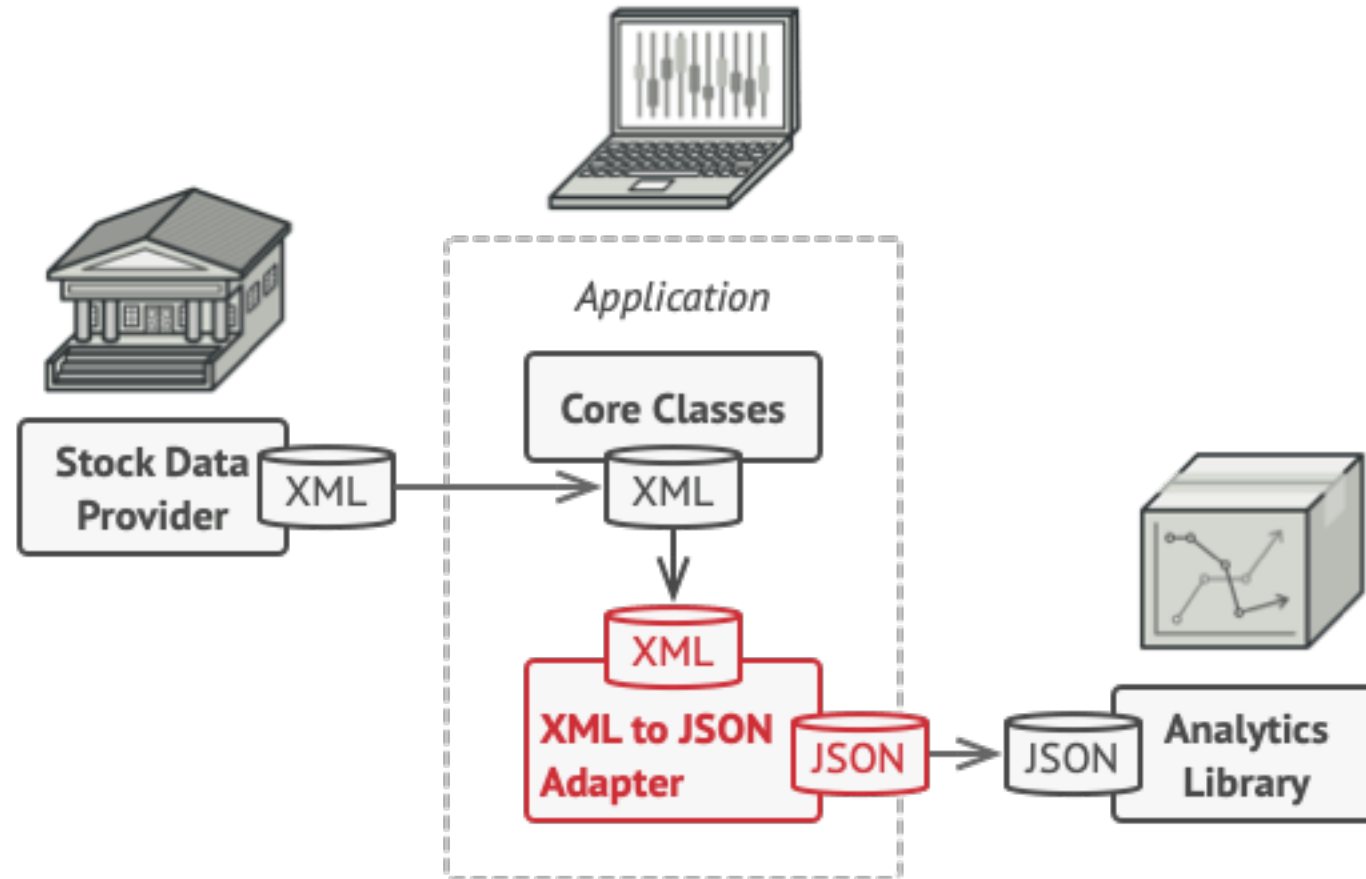 Application
Core Classes
XML
Stock Data
Provider
XML
XML
XML to JSON
Adapter
JSON
JSON
Analytics
Library